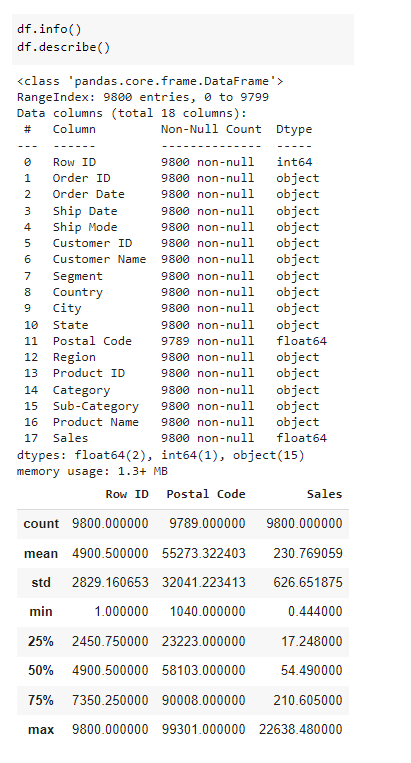 df.info()
df.describe()
<class 'pandas.core.frame.DataFrame'>
RangeIndex: 9800 entries, 0 to 9799
Data columns (total 18 columns):
 #   Column         Non-Null Count  Dtype
---  ------         --------------  -----
 0   Row ID         9800 non-null   int64
 1   Order ID       9800 non-null   object
 2   Order Date     9800 non-null   object
 3   Ship Date      9800 non-null   object
 4   Ship Mode      9800 non-null   object
 5   Customer ID    9800 non-null   object
 6   Customer Name  9800 non-null   object
 7   Segment        9800 non-null   object
 8   Country        9800 non-null   object
 9   City           9800 non-null   object
 10  State          9800 non-null   object
 11  Postal Code    9789 non-null   float64
 12  Region         9800 non-null   object
 13  Product ID     9800 non-null   object
 14  Category       9800 non-null   object
 15  Sub-Category   9800 non-null   object
 16  Product Name   9800 non-null   object
 17  Sales          9800 non-null   float64
dtypes: float64(2), int64(1), object(15)
memory usage: 1.3+ MB
Row ID Postal Code Sales
count 9800.000000 9789.000000 9800.000000
mean 4900.500000 55273.322403 230.769059
std 2829.160653 32041.223413 626.651875
min 1.000000 1040.000000 0.444000
25% 2450.750000 23223.000000 17.248000
50% 4900.500000 58103.000000 54.490000
75% 7350.250000 90008.000000 210.605000
max 9800.000000 99301.000000 22638.480000